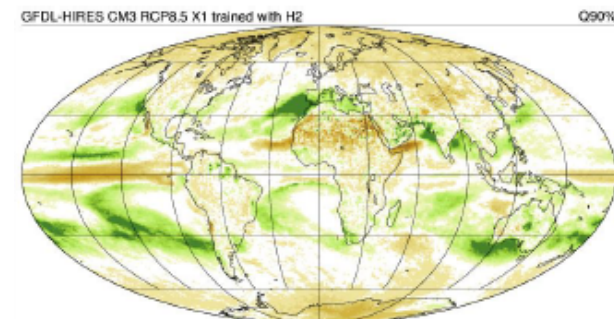 GFDL-HIRES CM3 RCP8.5 X1 trained with H2
Q90%